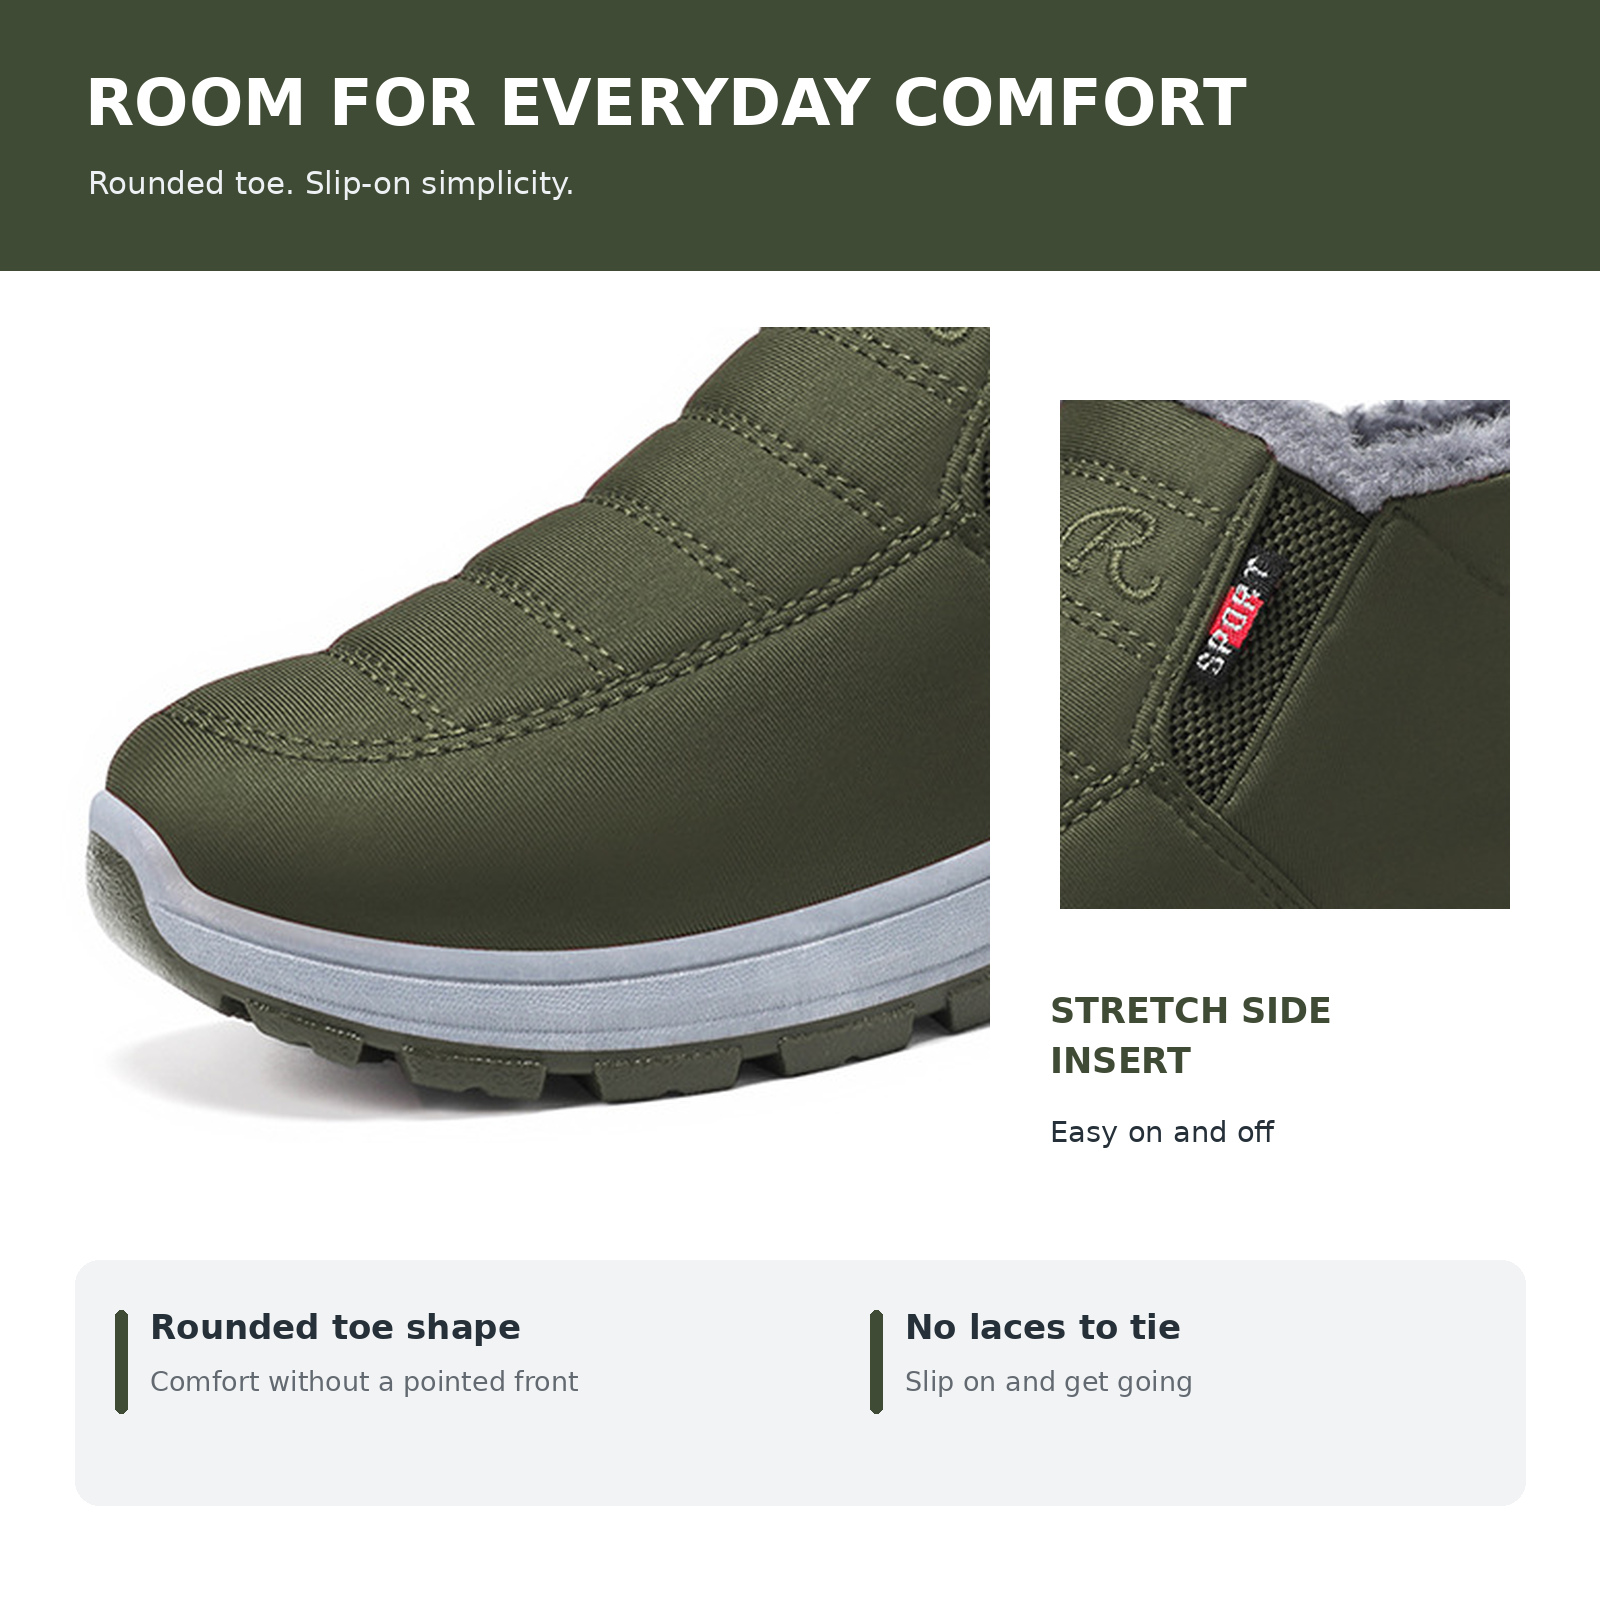 ROOM FOR EVERYDAY COMFORT
Rounded toe. Slip-on simplicity.
R
SPORT
STRETCH SIDE
INSERT
Easy on and off
Rounded toe shape
Comfort without a pointed front
No laces to tie
Slip on and get going